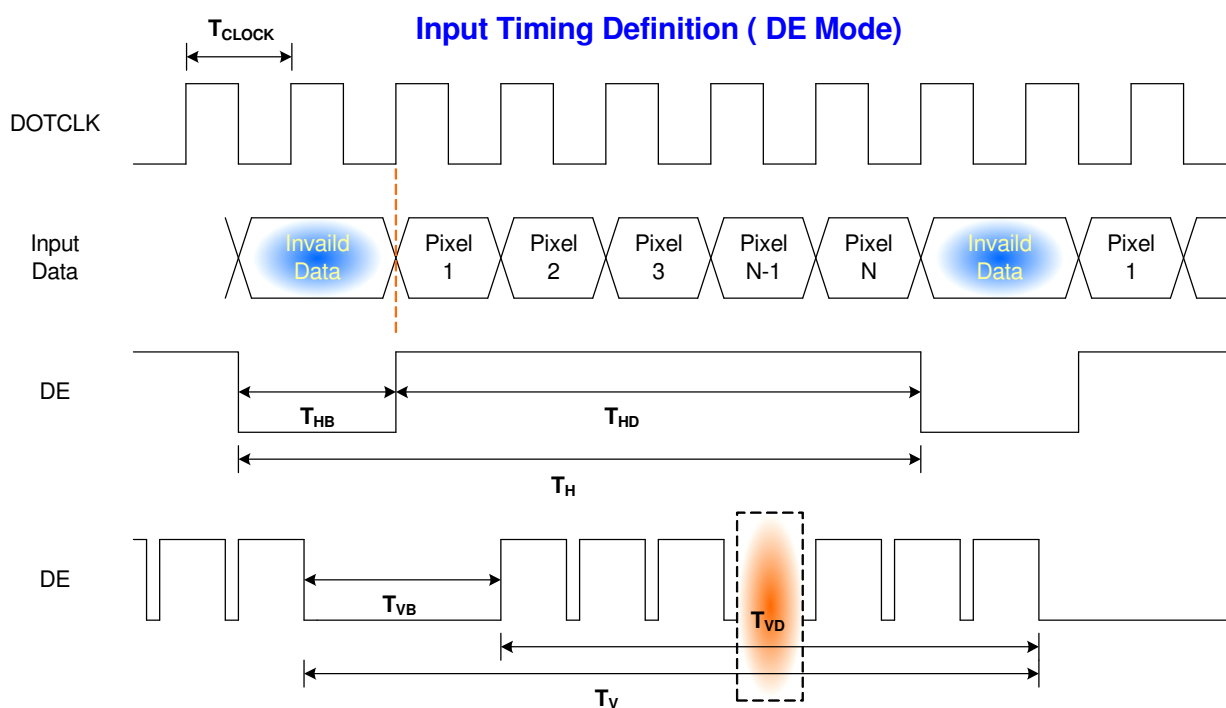 Input Timing Definition ( DE Mode)
TCLOCK
DOTCLK
Input
Data
Invaild
Data
Pixel
1
Pixel
2
Pixel
3
Pixel
N-1
Pixel
N
Invaild
Data
Pixel
1
DE
THB
THD
TH
DE
TVB
TVD
TV